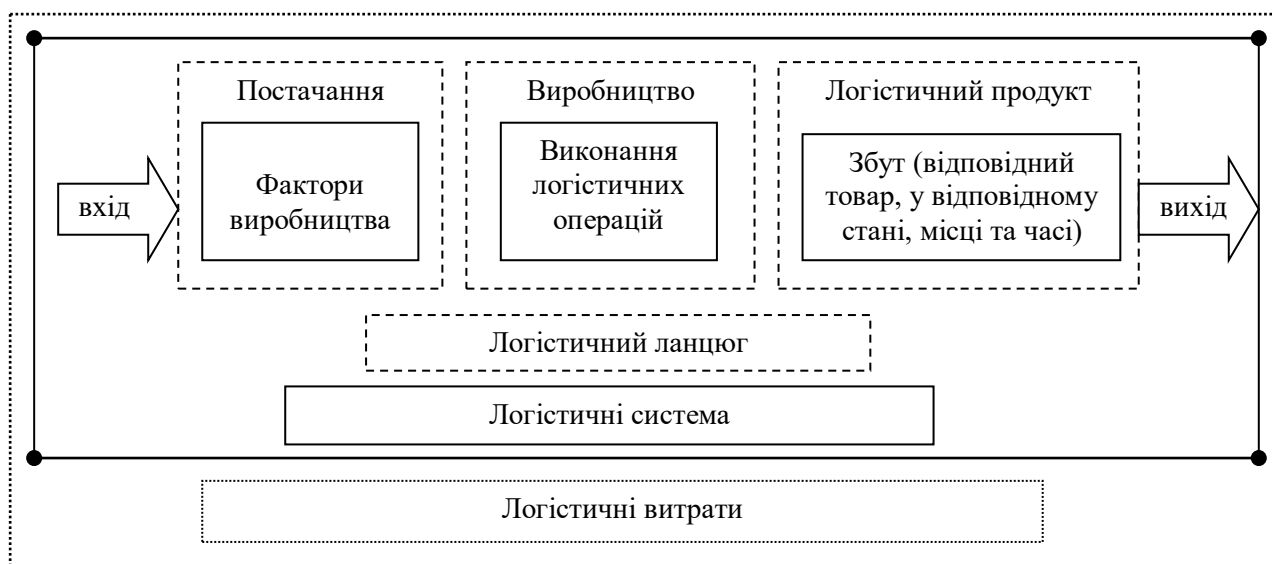 Постачання
Виробництво
Логістичний продукт
вхід
Фактори
виробництва
Виконання
логістичних
операцій
Збут (відповідний
товар, у відповідному
стані, місці та часі)
вихід
Логістичний ланцюг
Логістичні система
Логістичні витрати